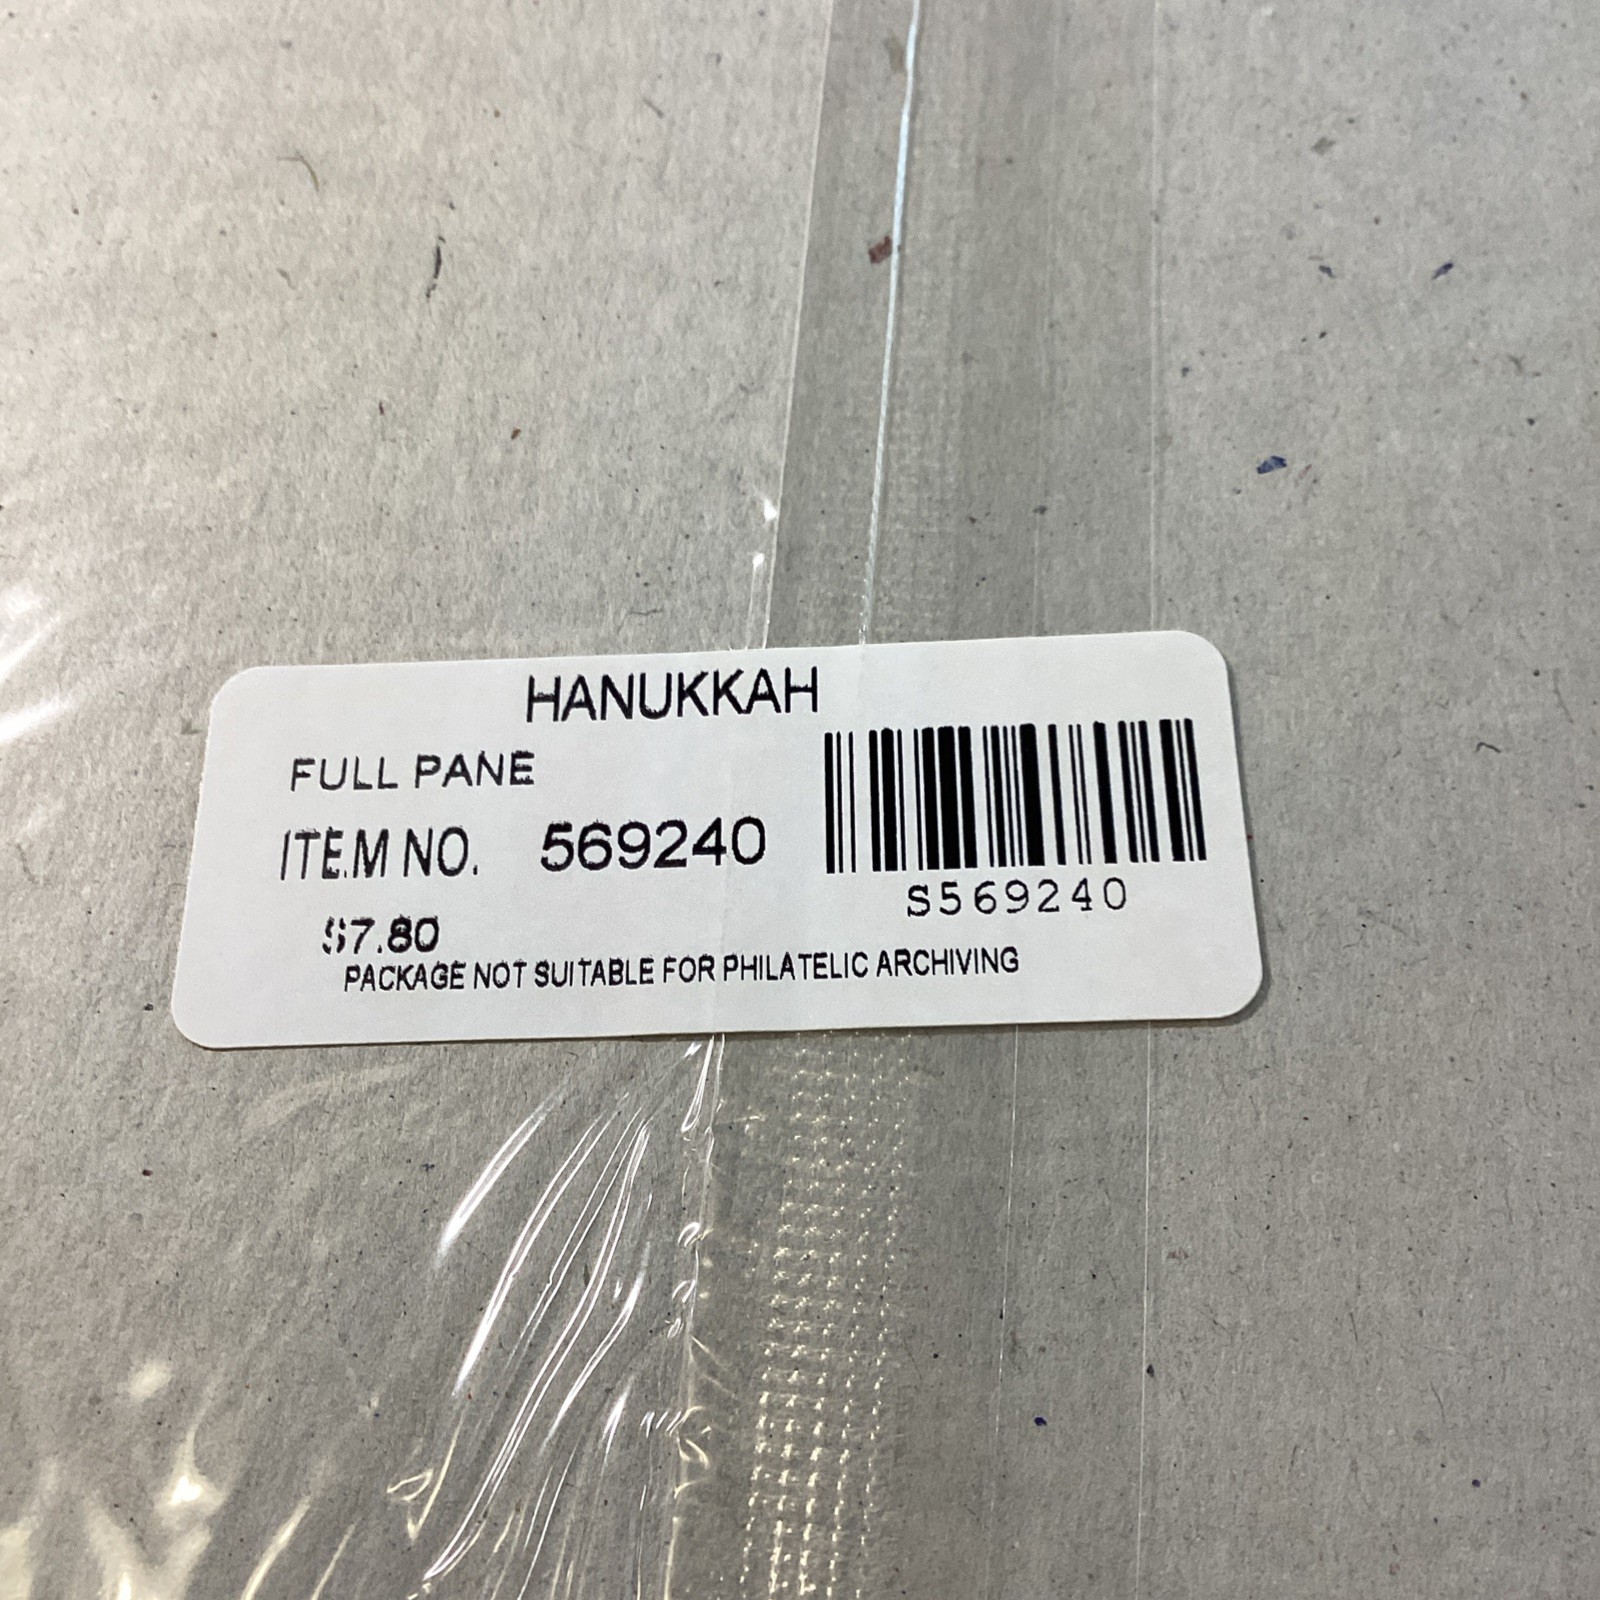 HANUKKAH
FULL PANE
ITEM NO. 569240
S569240
$7.80
PACKAGE NOT SUITABLE FOR PHILATELIC ARCHIVING